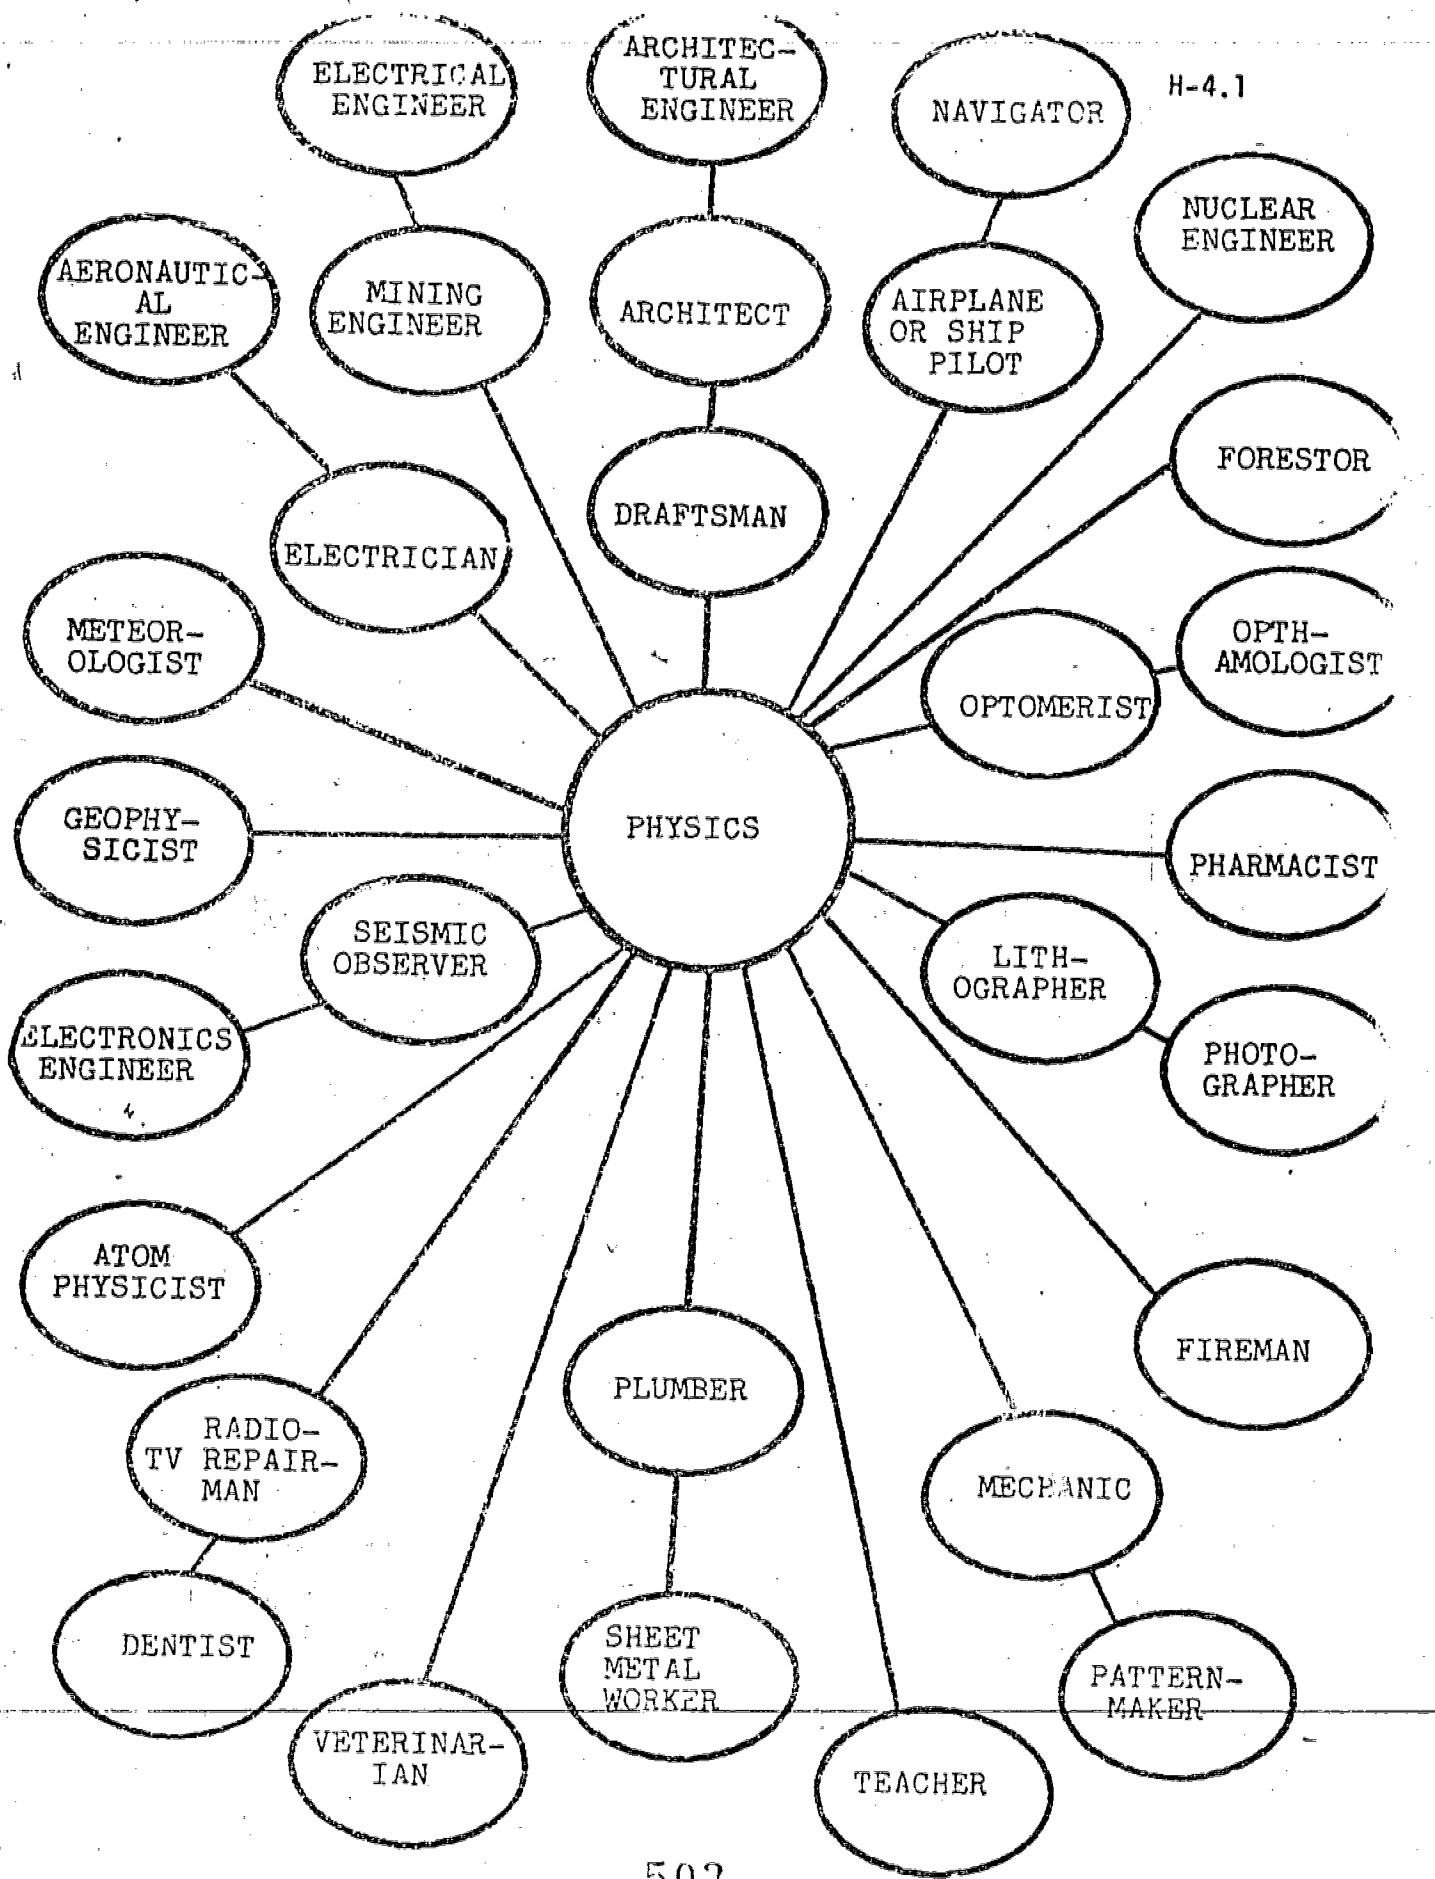 ELECTRICAL
ENGINEER
ARCHITEC-
TURAL
ENGINEER
NAVIGATOR
H-4.1
NUCLEAR
ENGINEER
AERONAUTIC-
AL
ENGINEER
MINING
ENGINEER
ARCHITECT
AIRPLANE
OR SHIP
PILOT
FORESTOR
DRAFTSMAN
ELECTRICIAN
METEOR-
OLOGIST
OPTH-
AMOLOGIST
OPTOMERIST
GEOPHY-
SICIST
PHYSICS
PHARMACIST
SEISMIC
OBSERVER
LITH-
OGRAPHER
ELECTRONICS
ENGINEER
PHOTO-
GRAPHER
ATOM
PHYSICIST
FIREMAN
PLUMBER
RADIO-
TV REPAIR-
MAN
MECHANIC
DENTIST
SHEET
METAL
WORKER
PATTERN-
MAKER
VETERINAR-
IAN
TEACHER
502